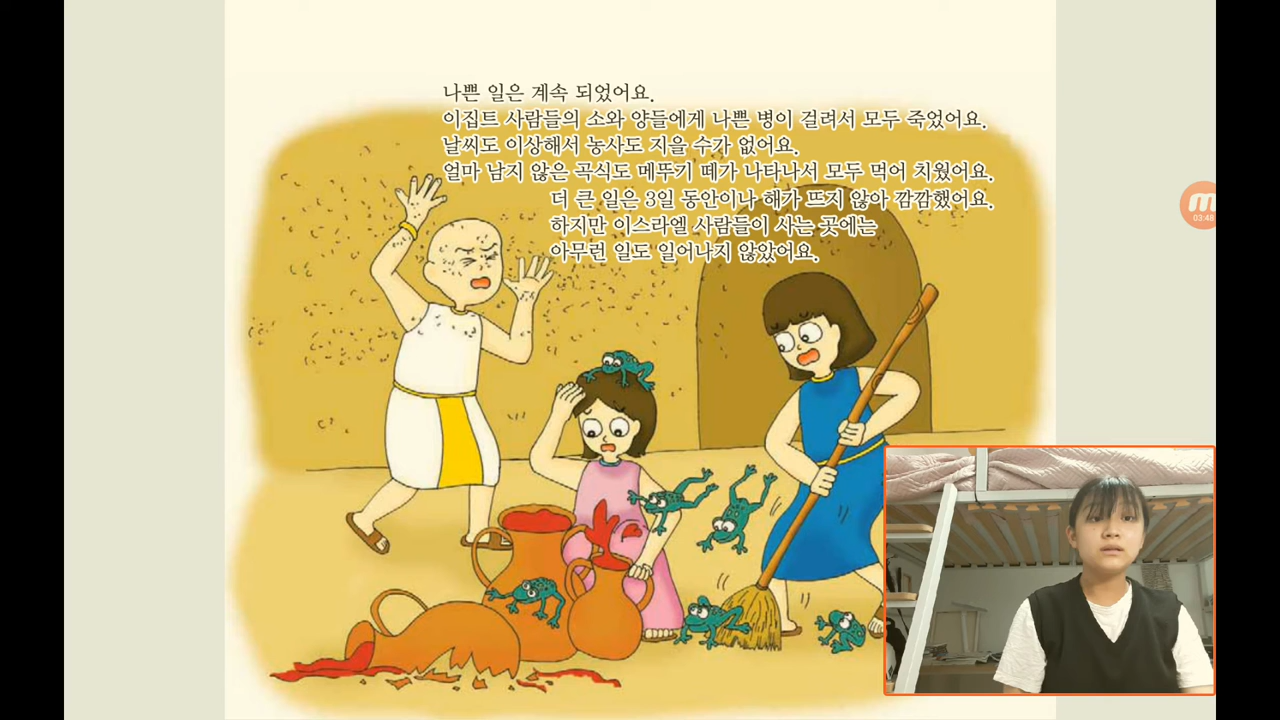 나쁜 일은 계속 되었어요.
이집트 사람들의 소와 양들에게 나쁜 병이 걸려서 모두 죽었어요.
날씨도 이상해서 농사도 지을 수가 없어요.
얼마 남지 않은 곡식도 메뚜기 떼가 나타나서 모두 먹어 치웠어요.
더 큰 일은 3일 동안이나 해가 뜨지 않아 깜깜했어요.
하지만 이스라엘 사람들이 사는 곳에는
아무런 일도 일어나지 않았어요.
03:48